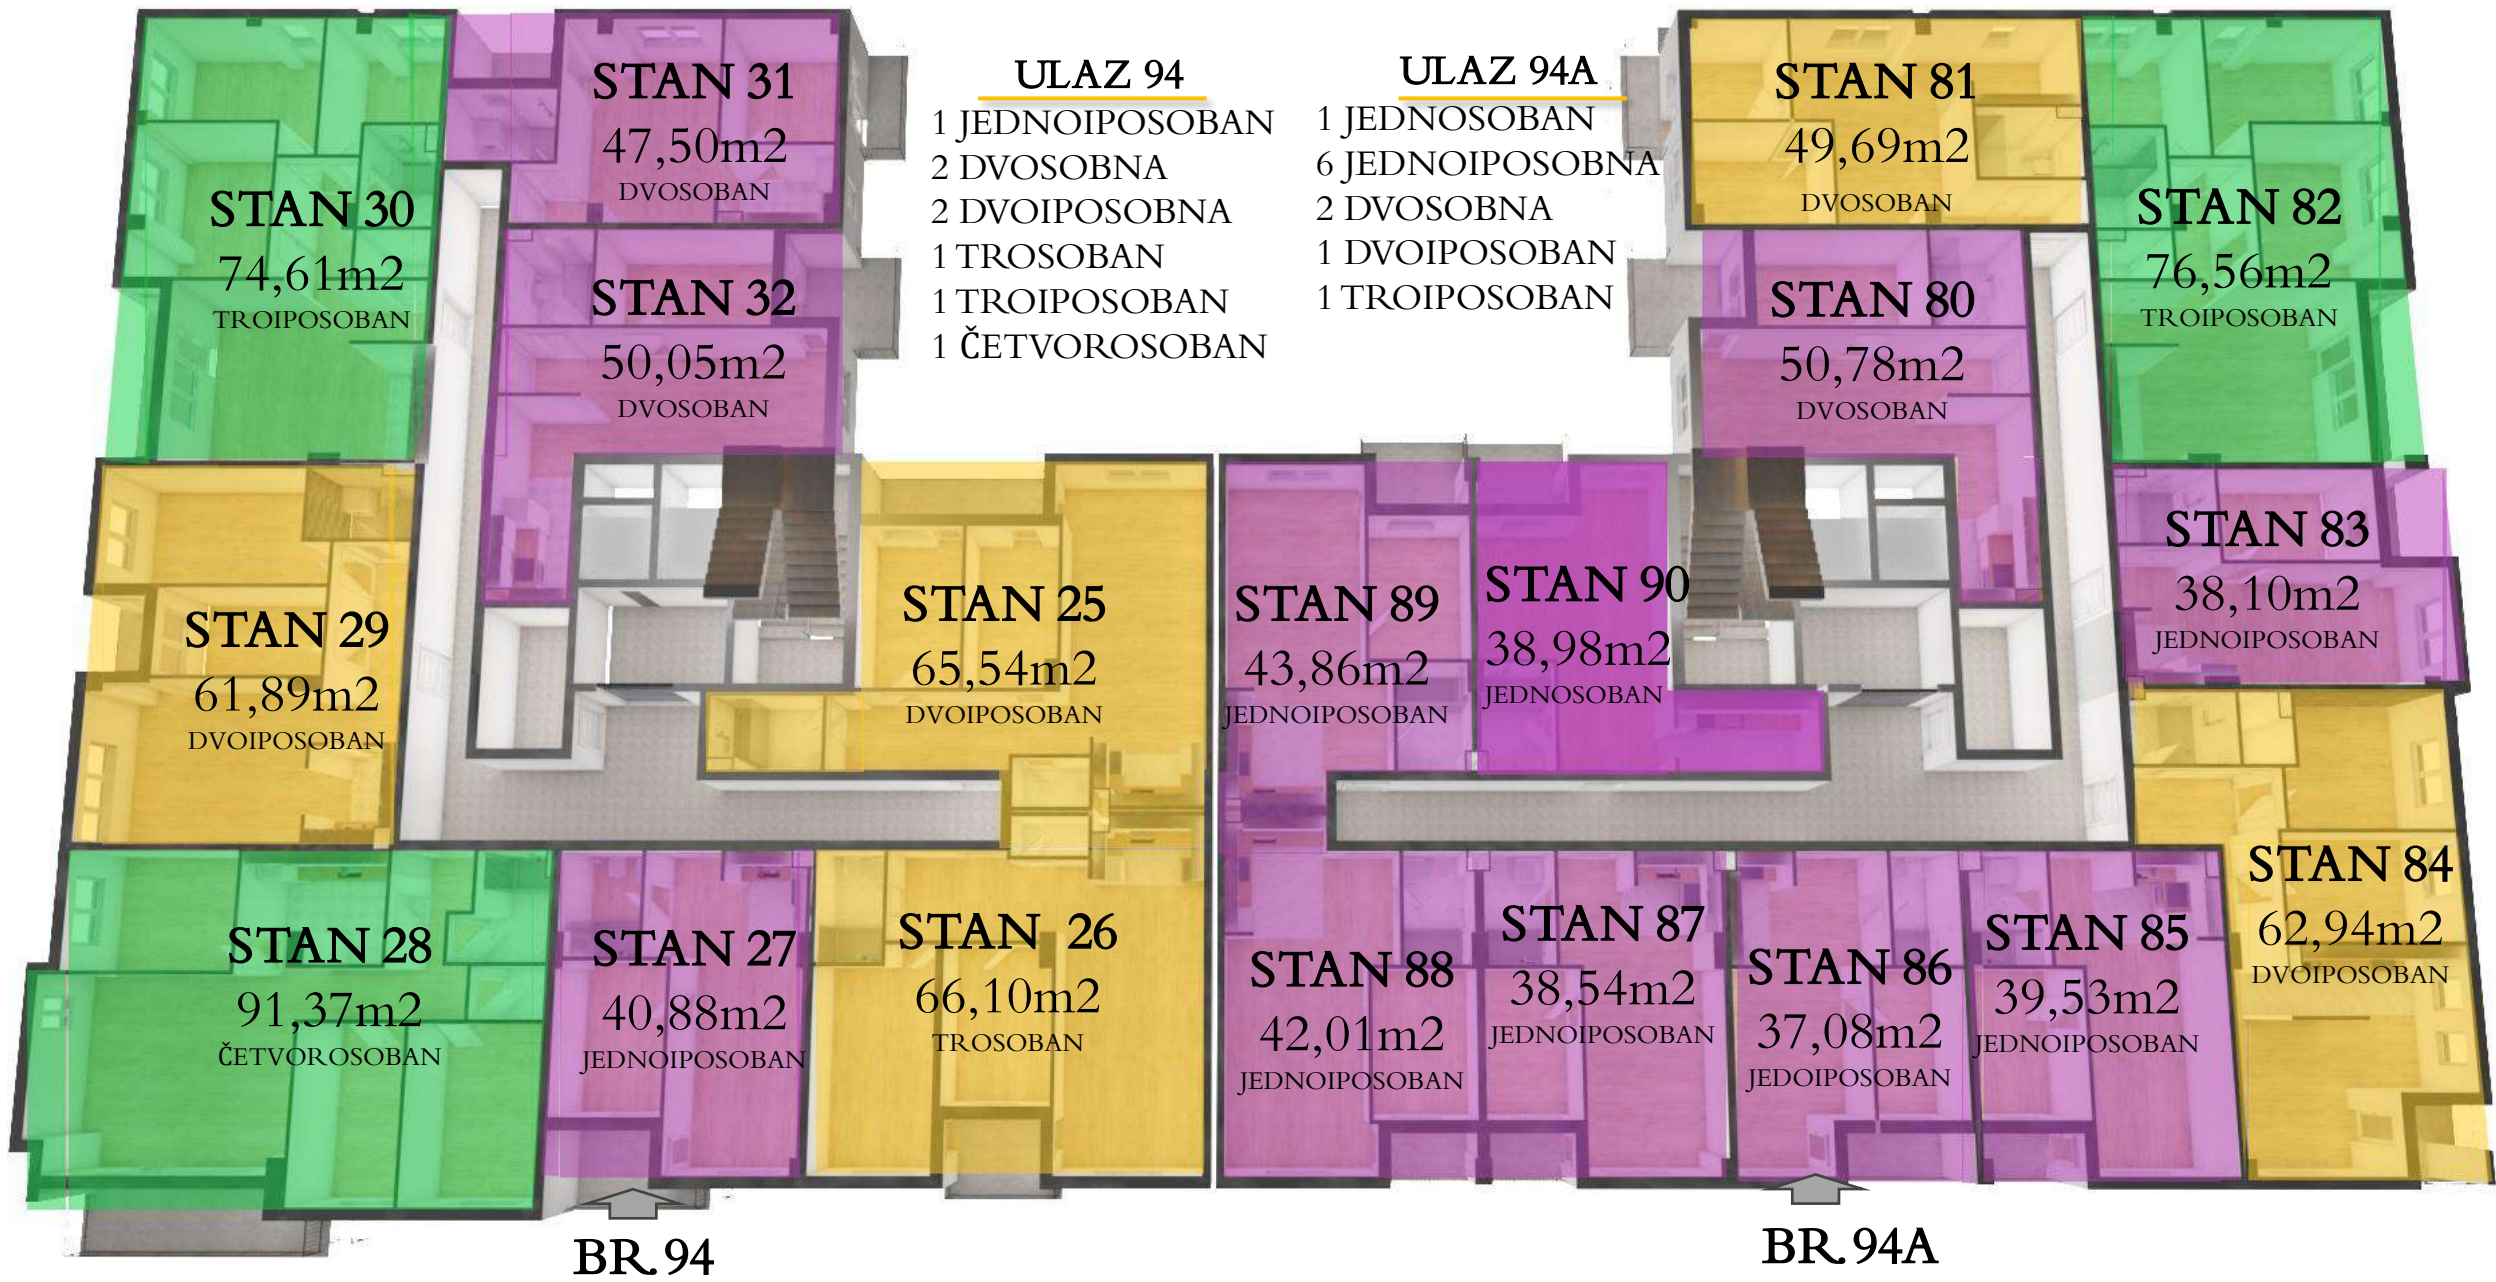 STAN 31
47,50m2
DVOSOBAN
ULAZ 94
1 JEDNOIPOSOBAN
2 DVOSOBNA
2 DVOIPOSOBNA
1 TROSOBAN
1 TROIPOSOBAN
1 ČETVOROSOBAN
ULAZ 94A
1 JEDNOSOBAN
6 JEDNOIPOSOBNA
2 DVOSOBNA
1 DVOIPOSOBAN
1 TROIPOSOBAN
STAN 81
49,69m2
DVOSOBAN
STAN 30
74,61m2
TROIPOSOBAN
STAN 32
50,05m2
DVOSOBAN
STAN 80
50,78m2
DVOSOBAN
STAN 82
76,56m2
TROIPOSOBAN
STAN 29
61,89m2
DVOIPOSOBAN
STAN 25
65,54m2
DVOIPOSOBAN
STAN 89
43,86m2
JEDNOIPOSOBAN
STAN 90
38,98m2
JEDNOSOBAN
STAN 83
38,10m2
JEDNOIPOSOBAN
STAN 28
91,37m2
ČETVOROSOBAN
STAN 27
40,88m2
JEDNOIPOSOBAN
STAN 26
66,10m2
TROSOBAN
STAN 88
42,01m2
JEDNOIPOSOBAN
STAN 87
38,54m2
JEDNOIPOSOBAN
STAN 86
37,08m2
JEDOIPOSOBAN
STAN 85
39,53m2
JEDNOIPOSOBAN
STAN 84
62,94m2
DVOIPOSOBAN
BR. 94
BR. 94A